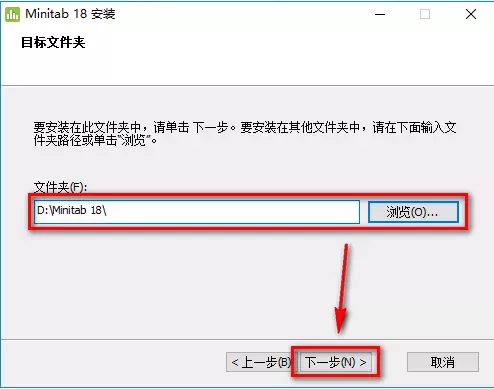 Minitab 18 安装
目标文件夹
要安装在此文件夹中，请单击 下一步。要安装在其他文件夹中，请在下面输入文
件夹路径或单击“浏览”。
文件夹(F):
D:\Minitab 18\
浏览(O)...
< 上一步(B)
下一步(N) >
取消